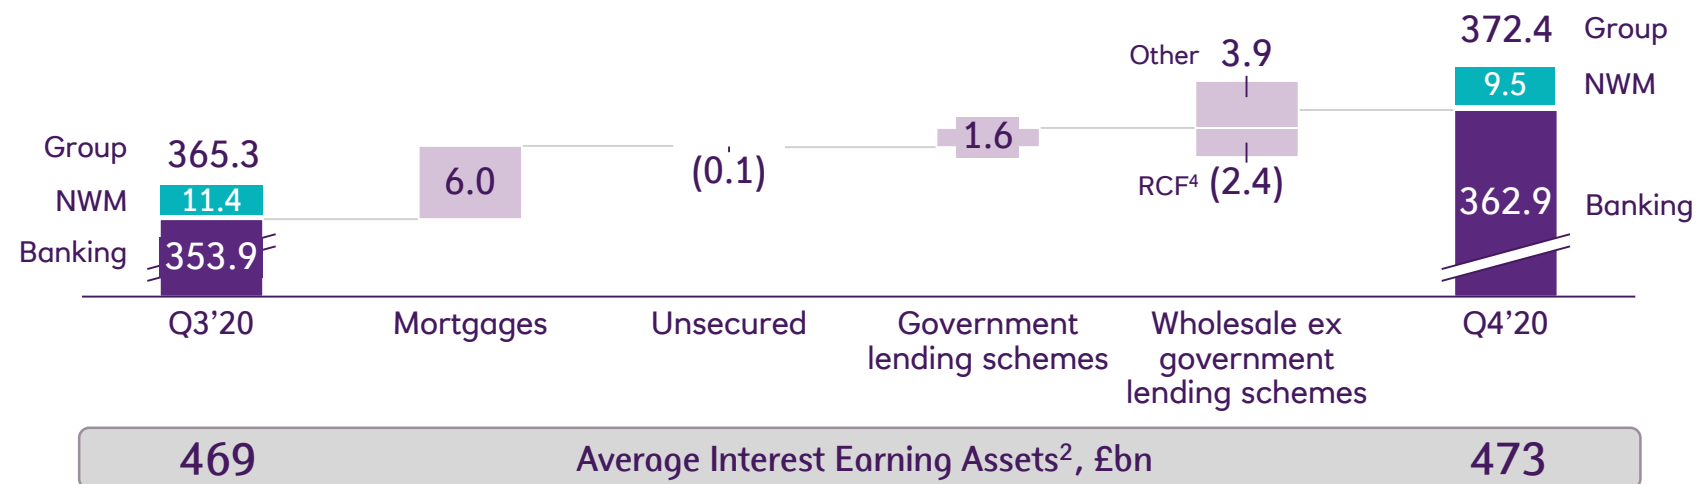 Group 365.3
NWM 11.4
Banking 353.9
6.0
(0.1)
1.6
Other 3.9
RCF⁴ (2.4)
372.4 Group
9.5 NWM
362.9 Banking
Q3’20
Mortgages
Unsecured
Government
lending schemes
Wholesale ex
government
lending schemes
Q4’20
469 Average Interest Earning Assets², £bn 473